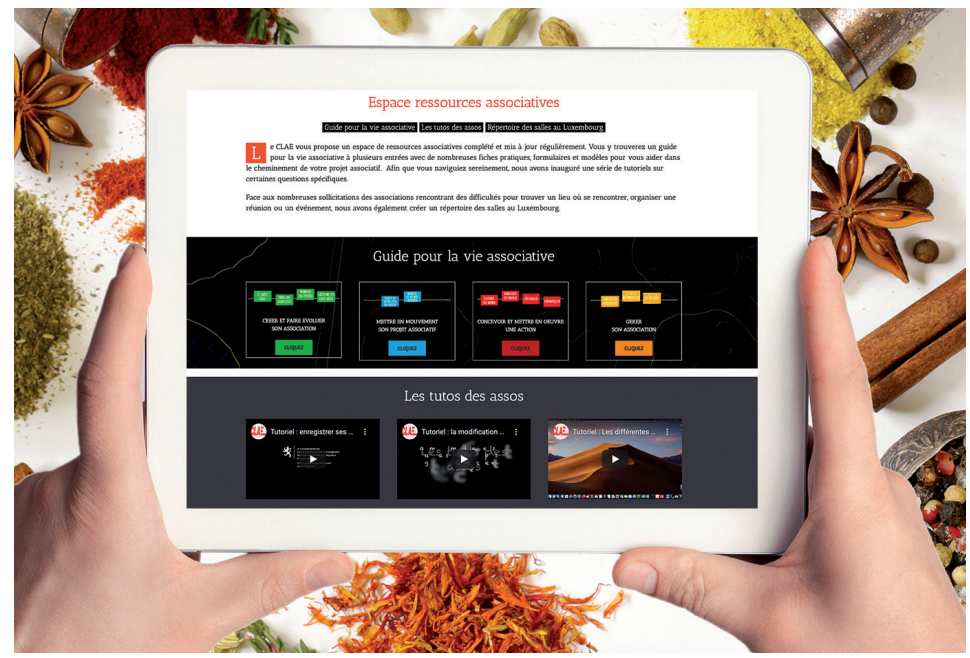 Espace ressources associatives
Guide pour la vie associative Les tutos des assos Répertoire des salles au Luxembourg
Le CLAE vous propose un espace de ressources associatives complété et mis à jour régulièrement. Vous y trouverez un guide
pour la vie associative à plusieurs entrées avec de nombreuses fiches pratiques, formulaires et modèles pour vous aider dans
le cheminement de votre projet associatif. Afin que vous naviguiez sereinement, nous avons inauguré une série de tutoriels sur
certaines questions spécifiques.
Face aux nombreuses sollicitations des associations rencontrant des difficultés pour trouver un lieu où se rencontrer, organiser une
réunion ou un événement, nous avons également créer un répertoire des salles au Luxembourg.
Guide pour la vie associative
CREER ET FAIRE EVOLUER
SON ASSOCIATION
CLIQUEZ
METTRE EN MOUVEMENT
SON PROJET ASSOCIATIF
CLIQUEZ
CONCEVOIR ET METTRE EN OEUVRE
UNE ACTION
CLIQUEZ
GERER
SON ASSOCIATION
CLIQUEZ
Les tutos des assos
CLAE Tutoriel : enregistrer ses ...
CLAE Tutoriel : la modification ...
CLAE Tutoriel : Les différentes ...